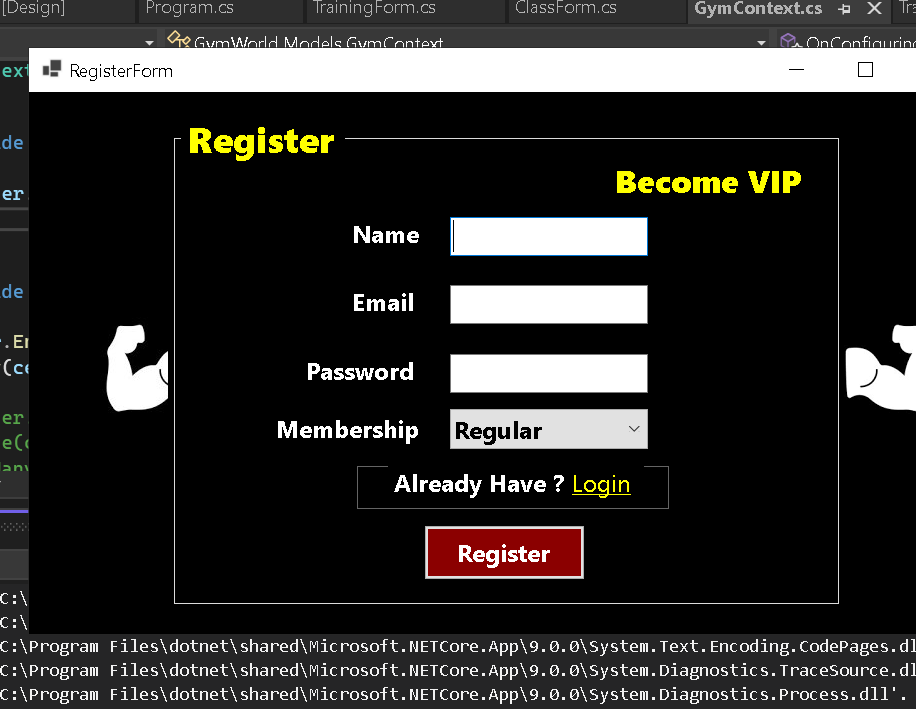 [Design] Program.cs TrainingForm.cs ClassForm.cs GymContext.cs
GymWorld.Models.GymContext OnConfiguring
RegisterForm
Register
Become VIP
Name
Email
Password
Membership Regular
Already Have ? Login
Register
C:\
C:\
C:\Program Files\dotnet\shared\Microsoft.NETCore.App\9.0.0\System.Text.Encoding.CodePages.dl
C:\Program Files\dotnet\shared\Microsoft.NETCore.App\9.0.0\System.Diagnostics.TraceSource.dl
C:\Program Files\dotnet\shared\Microsoft.NETCore.App\9.0.0\System.Diagnostics.Process.dll'.